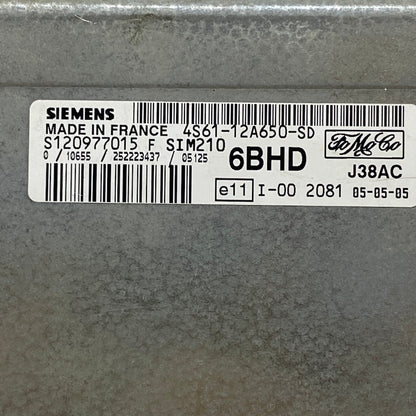 SIEMENS
MADE IN FRANCE 4S61-12A650-SD
S120977015 F SIM210
0 / 10655 / 252223437 / 05125
6BHD
FoMoCo
J38AC
e11 I-00 2081 05-05-05